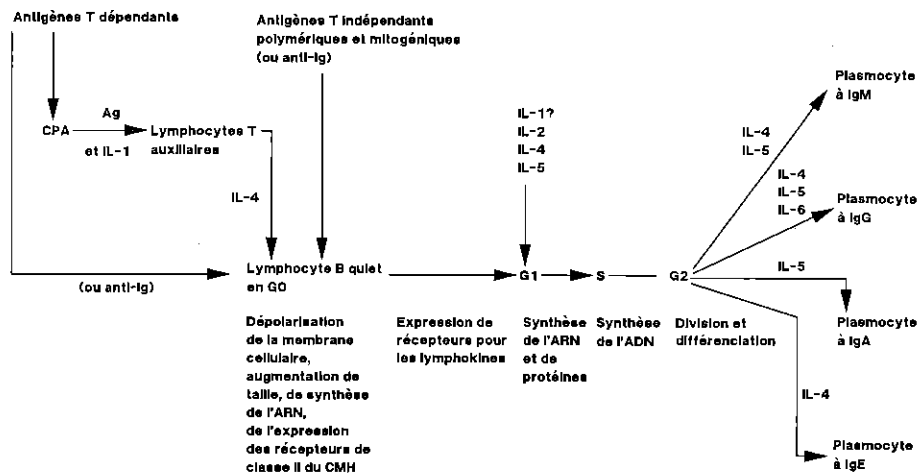 Antigènes T dépendants
Antigènes T indépendants
polymériques et mitogéniques
(ou anti-Ig)
CPA
Ag
et IL-1
Lymphocytes T
auxiliaires
IL-4
IL-1?
IL-2
IL-4
IL-5
(ou anti-Ig)
Lymphocyte B quiet
en G0
G1
S
G2
IL-4
IL-5
Plasmocyte
à IgM
IL-4
IL-5
IL-6
Plasmocyte
à IgG
IL-5
Plasmocyte
à IgA
IL-4
Plasmocyte
à IgE
Dépolarisation
de la membrane
cellulaire,
augmentation de
taille, de synthèse
de l'ARN,
de l'expression
des récepteurs de
classe II du CMH
Expression de
récepteurs pour
les lymphokines
Synthèse
de l'ARN
et de
protéines
Synthèse
de l'ADN
Division et
différenciation